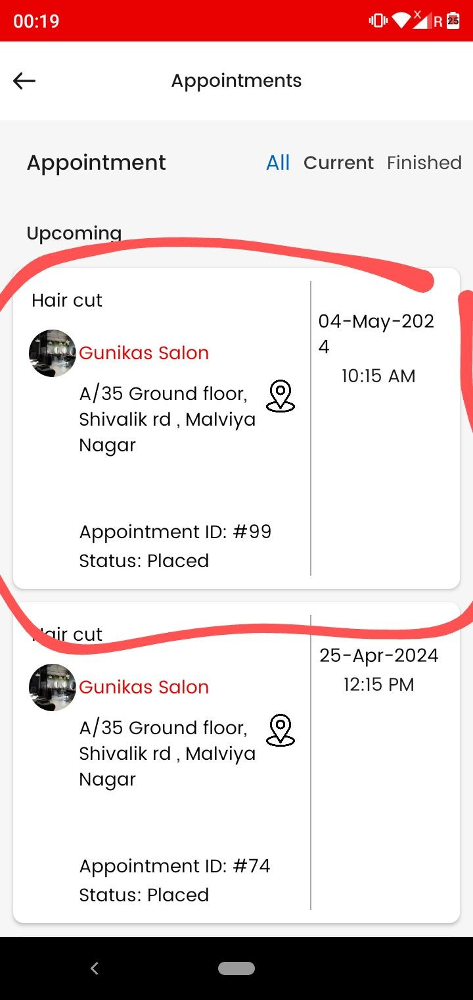 00:19
R 25
Appointments
Appointment All Current Finished
Upcoming
Hair cut
04-May-202
4
10:15 AM
Gunikas Salon
A/35 Ground floor,
Shivalik rd , Malviya
Nagar
Appointment ID: #99
Status: Placed
Hair cut
25-Apr-2024
12:15 PM
Gunikas Salon
A/35 Ground floor,
Shivalik rd , Malviya
Nagar
Appointment ID: #74
Status: Placed